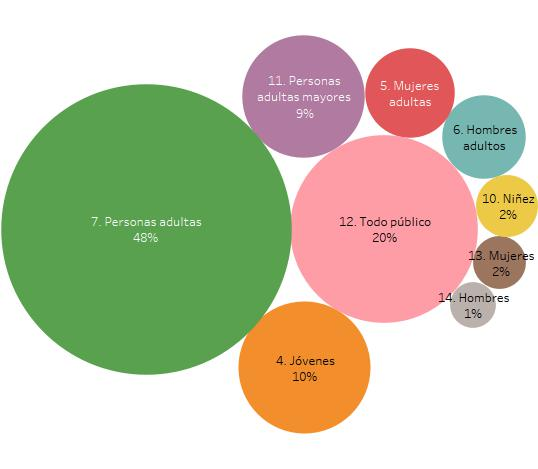 11. Personas
adultas mayores
9%
5. Mujeres
adultas
6. Hombres
adultos
7. Personas adultas
48%
12. Todo público
20%
10. Niñez
2%
13. Mujeres
2%
14. Hombres
1%
4. Jóvenes
10%